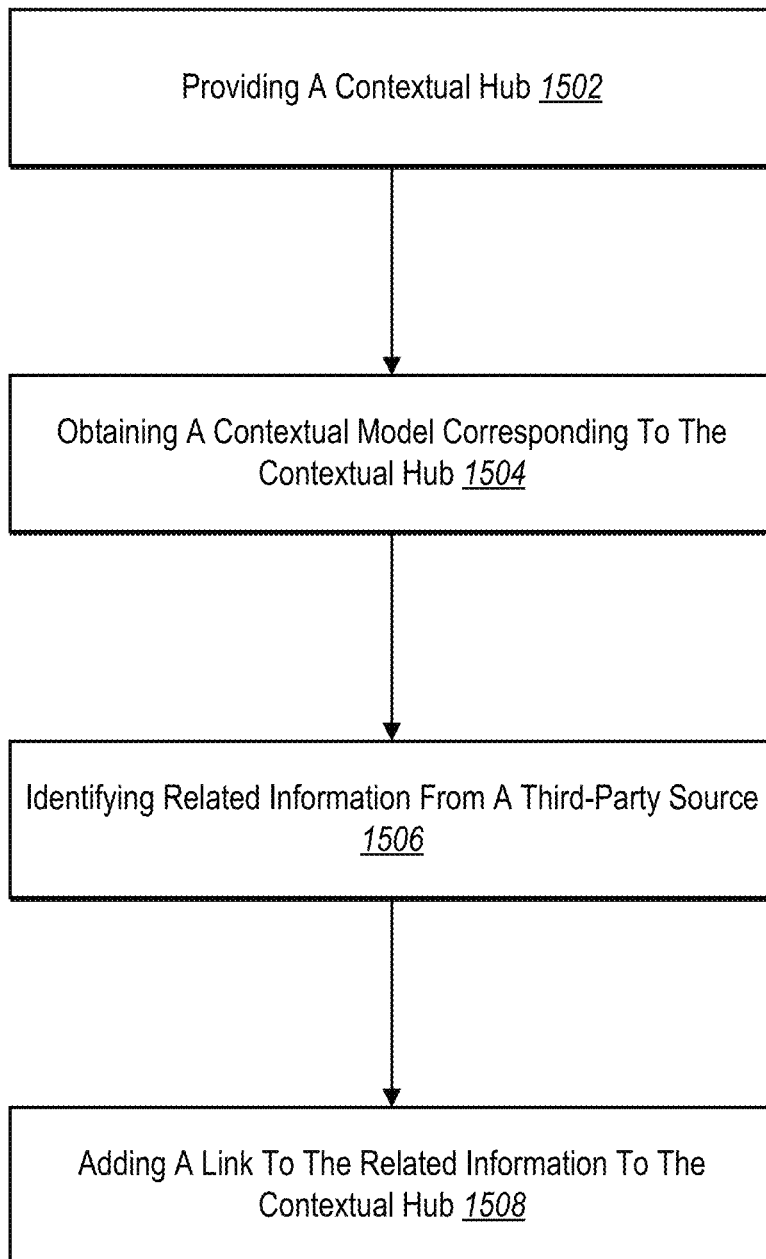 Providing A Contextual Hub 1502
Obtaining A Contextual Model Corresponding To The
Contextual Hub 1504
Identifying Related Information From A Third-Party Source
1506
Adding A Link To The Related Information To The
Contextual Hub 1508